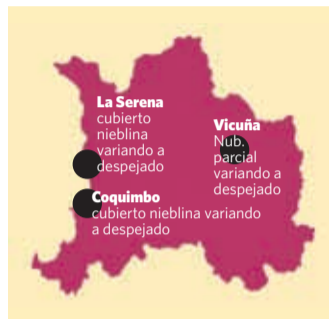 La Serena
cubierto
nieblina
variando a
despejado
Vicuña
Nub.
parcial
variando a
despejado
Coquimbo
cubierto nieblina variando
a despejado